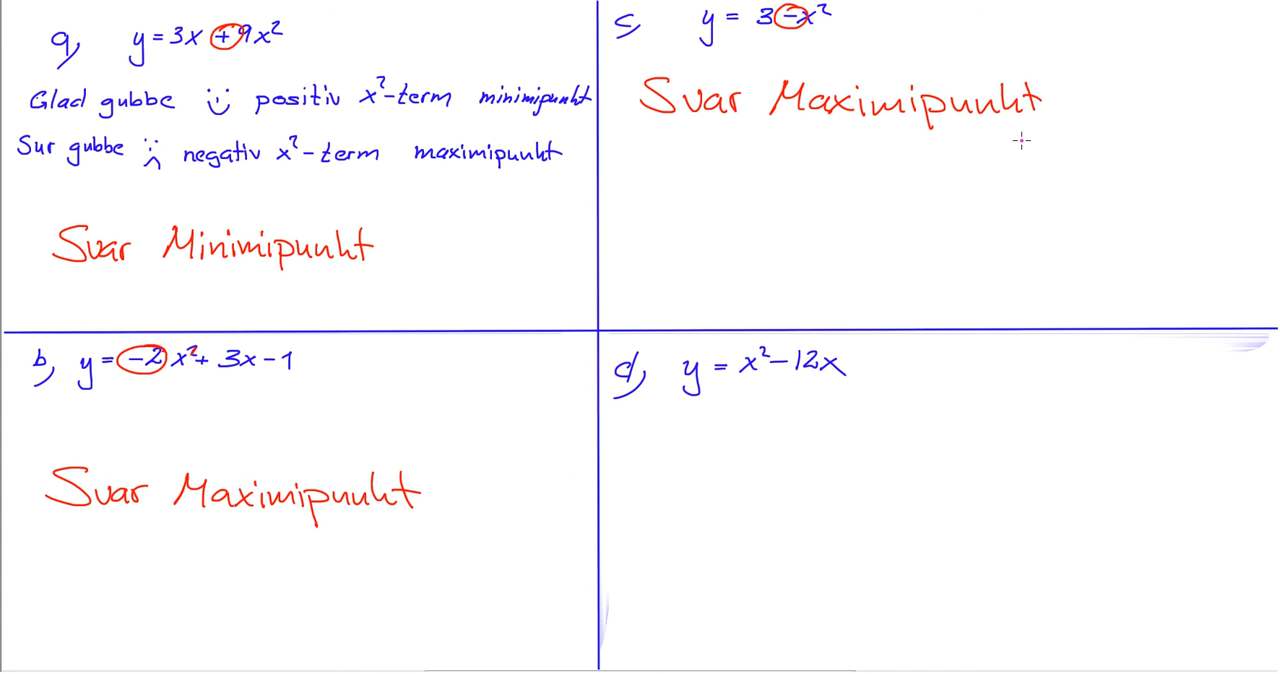 a, y = 3x + 9x²
Glad gubbe :) positiv x²-term minimipunkt
Sur gubbe :( negativ x²-term maximipunkt
Svar Minimipunkt
b, y = -2x² + 3x - 1
Svar Maximipunkt
c, y = 3 - x²
Svar Maximipunkt
d, y = x² - 12x